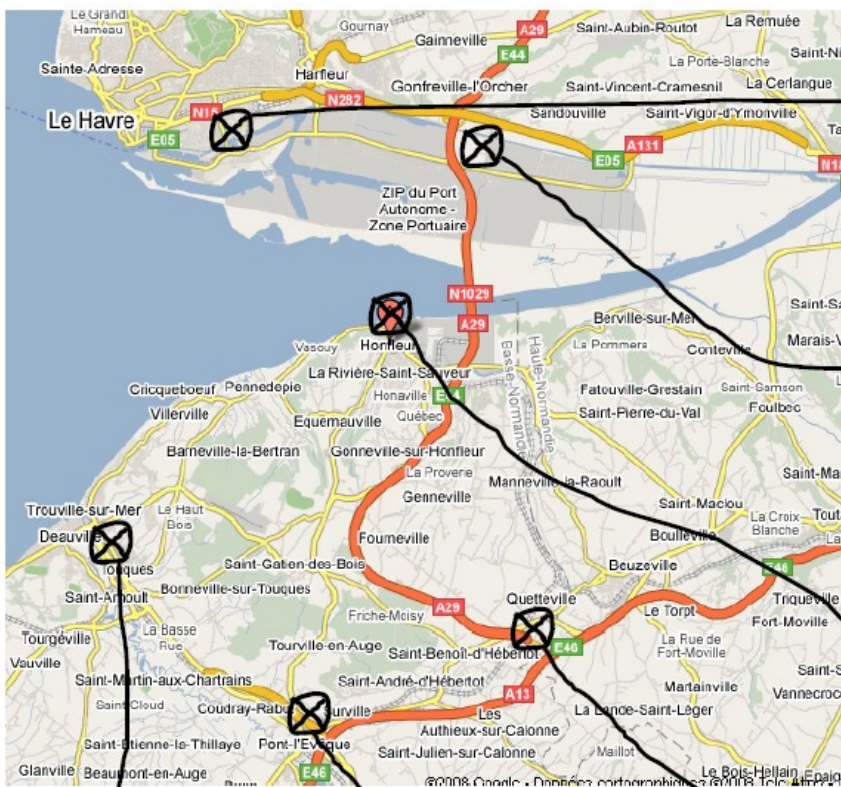 Le Grand
Hameau
Gournay
Gainneville
A29
Saint-Aubin-Routot
La Remuée
E44
La Porte-Blanche
Sainte-Adresse
Harfleur
Gonfreville-l'Orcher
Saint-Vincent-Cramesnil
La Cerlangue
N282
Le Havre
Sandouville
Saint-Vigor-d'Ymonville
E05
A131
E05
ZIP du Port
Autonome -
Zone Portuaire
N1029
A29
Berville-sur-Mer
Vasouy
Honfleur
La Pommera
Conteville
La Rivière-Saint-Sauveur
Haute-Normandie
Basse-Normandie
Cricqueboeuf
Pennedepie
Honaville
Fatouville-Grestain
Saint-Samson
Villerville
Equemauville
Québec
Saint-Pierre-du-Val
Foulbec
Barneville-la-Bertran
Gonneville-sur-Honfleur
La Proverie
Genneville
Manneville-la-Raoult
Trouville-sur-Mer
Le Haut
Bois
Saint-Maclou
La Croix
Blanche
Deauville
Fourneville
Boulleville
Touques
Saint-Gatien-des-Bois
Beuzeville
E46
Saint-Arnoult
Bonneville-sur-Touques
A29
Quetteville
Le Torpt
Triqueville
Fort-Moville
Friche-Moisy
Tourgéville
La Basse
Rue
Tourville-en-Auge
Saint-Benoît-d'Hébertot
E46
La Rue de
Fort-Moville
Vauville
Saint-Martin-aux-Chartrains
Saint-André-d'Hébertot
A13
Martainville
Saint-Cloud
Surville
Les
Authieux-sur-Calonne
La Lande-Saint-Léger
Saint-Etienne-la-Thillaye
Pont-l'Evêque
Saint-Julien-sur-Calonne
Maillot
Glanville
Beaumont-en-Auge
E46
Le Bois-Hellain
©2008 Google - Données cartographiques ©2008 Tele Atlas